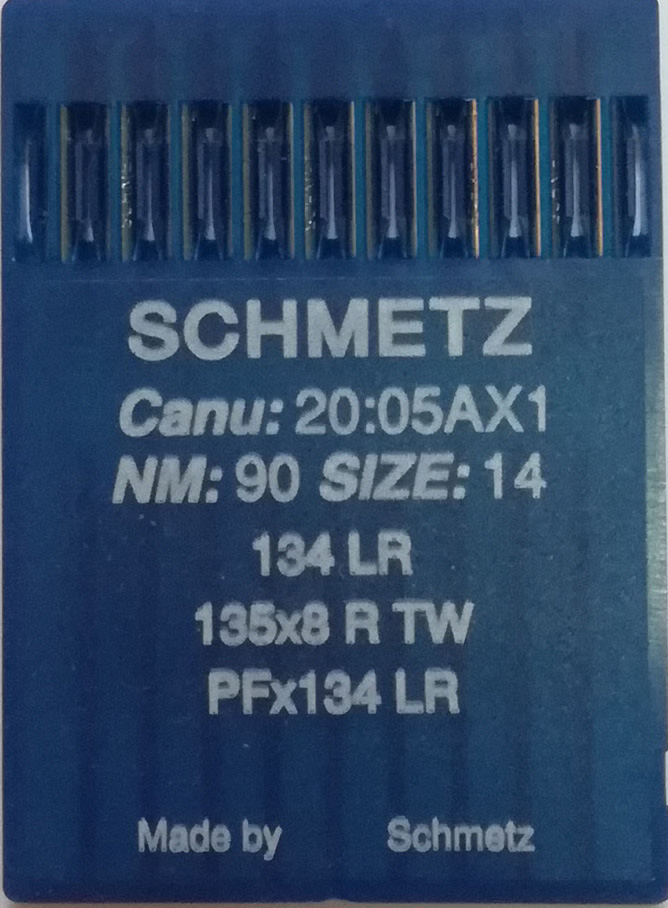 SCHMETZ
Canu: 20:05AX1
NM: 90 SIZE: 14
134 LR
135x8 R TW
PFx134 LR
Made by Schmetz